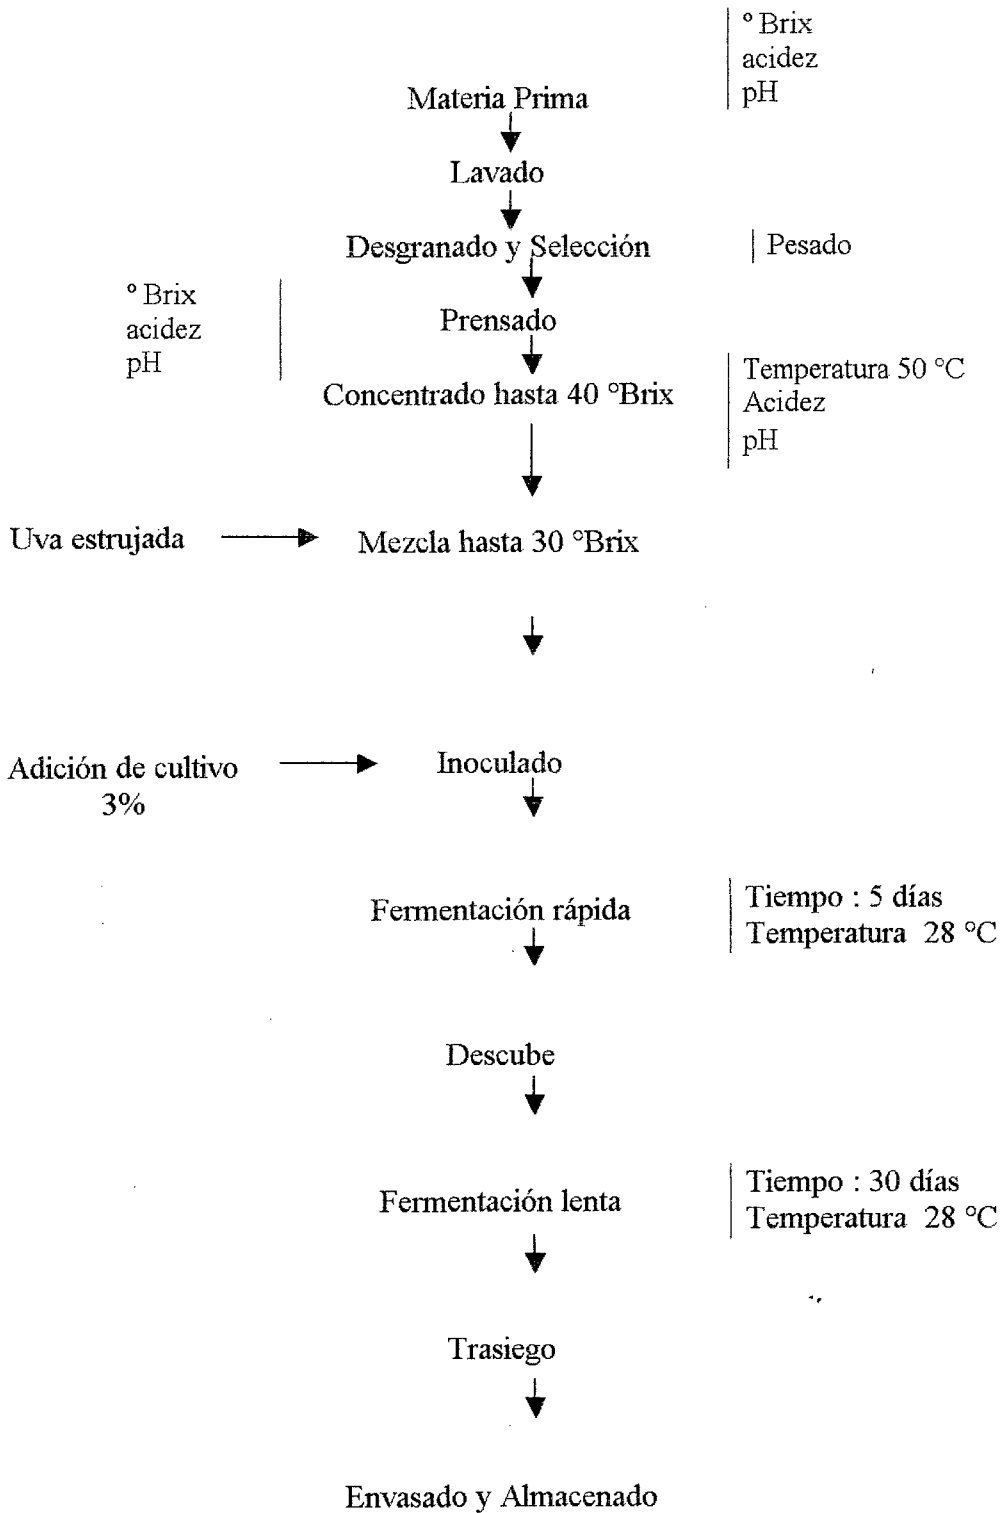 º Brix
acidez
pH
Materia Prima
Lavado
Desgranado y Selección
Pesado
º Brix
acidez
pH
Prensado
Concentrado hasta 40 °Brix
Temperatura 50 °C
Acidez
pH
Uva estrujada
Mezcla hasta 30 °Brix
Adición de cultivo
3%
Inoculado
Fermentación rápida
Tiempo : 5 días
Temperatura 28 °C
Descube
Fermentación lenta
Tiempo : 30 días
Temperatura 28 °C
Trasiego
Envasado y Almacenado